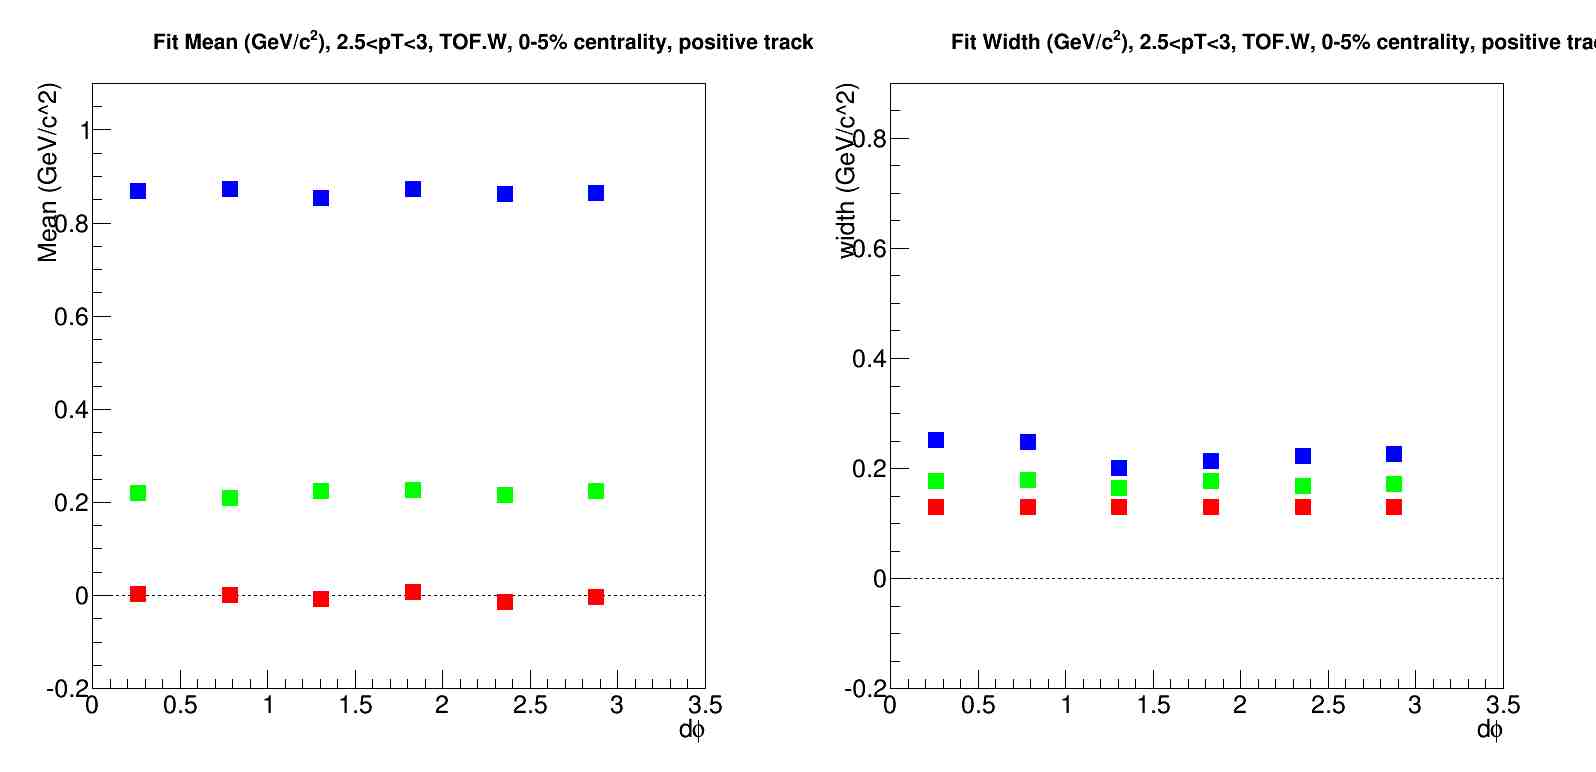 Fit Mean (GeV/c²), 2.5<pT<3, TOF.W, 0-5% centrality, positive track
Mean (GeV/c^2)
1
0.8
0.6
0.4
0.2
0
-0.2
0 0.5 1 1.5 2 2.5 3 3.5
dϕ
Fit Width (GeV/c²), 2.5<pT<3, TOF.W, 0-5% centrality, positive trac
width (GeV/c^2)
0.8
0.6
0.4
0.2
0
-0.2
0 0.5 1 1.5 2 2.5 3 3.5
dϕ